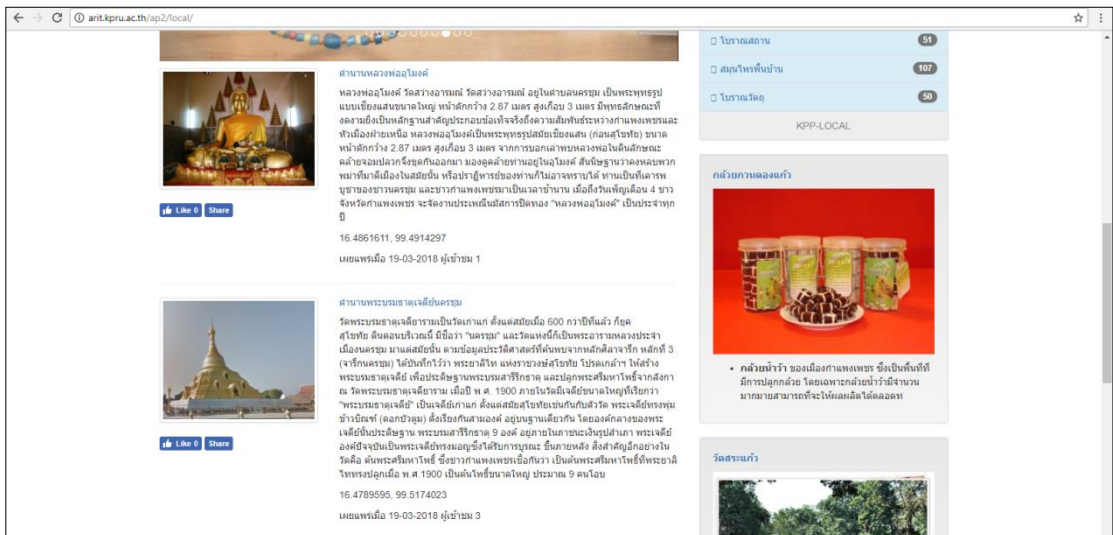 arit.kpru.ac.th/ap2/local/
ตำนานหลวงพ่ออุโมงค์
หลวงพ่ออุโมงค์ วัดสว่างอารมณ์ วัดสว่างอารมณ์ อยู่ในตำบลนครชุม เป็นพระพุทธรูป
แบบเชียงแสนขนาดใหญ่ หน้าตักกว้าง 2.87 เมตร สูงเกือบ 3 เมตร มีพุทธลักษณะที่
งดงามยิ่งเป็นหลักฐานสำคัญประกอบข้อเท็จจริงถึงความสัมพันธ์ระหว่างกำแพงเพชรและ
หัวเมืองฝ่ายเหนือ หลวงพ่ออุโมงค์เป็นพระพุทธรูปสมัยเชียงแสน (ก่อนสุโขทัย) ขนาด
หน้าตักกว้าง 2.87 เมตร สูงเกือบ 3 เมตร จากการบอกเล่าพบหลวงพ่อในดินลักษณะ
คล้ายจอมปลวกจึงขุดกันออกมา มองดูคล้ายท่านอยู่ในอุโมงค์ สันนิษฐานว่าคงหลบพวก
พม่าที่มาตีเมืองในสมัยนั้น หรือปราฏิหารย์ของท่านก็ไม่อาจทราบได้ ท่านเป็นที่เคารพ
บูชาของชาวนครชุม และชาวกำแพงเพชรมาเป็นเวลาช้านาน เมื่อถึงวันเพ็ญเดือน 4 ชาว
จังหวัดกำแพงเพชร จะจัดงานประเพณีนมัสการปิดทอง "หลวงพ่ออุโมงค์" เป็นประจำทุก
ปี
Like 0 Share
16.4861611, 99.4914297
เผยแพร่เมื่อ 19-03-2018 ผู้เช้าชม 1
ตำนานพระบรมธาตุเจดีย์นครชุม
วัดพระบรมธาตุเจดียารามเป็นวัดเก่าแก่ ตั้งแต่สมัยเมื่อ 600 กว่าปีที่แล้ว ก็ยุค
สุโขทัย ดินดอนบริเวณนี้ มีชื่อว่า "นครชุม" และวัดแห่งนี้ก็เป็นพระอารามหลวงประจำ
เมืองนครชุม มาแต่สมัยนั้น ตามข้อมูลประวัติศาสตร์ที่ค้นพบจากหลักศิลาจารึก หลักที่ 3
(จารึกนครชุม) ได้บันทึกไว้ว่า พระยาลิไท แห่งราชวงษ์สุโขทัย โปรดเกล้าฯ ให้สร้าง
พระบรมธาตุเจดีย์ เพื่อประดิษฐานพระบรมสารีริกธาตุ และปลูกพระศรีมหาโพธิ์จากลังกา
ณ วัดพระบรมธาตุเจดียาราม เมื่อปี พ.ศ. 1900 ภายในวัดมีเจดีย์ขนาดใหญ่ที่เรียกว่า
"พระบรมธาตุเจดีย์" เป็นเจดีย์เก่าแก่ ตั้งแต่สมัยสุโขทัยเช่นกันกับตัววัด พระเจดีย์ทรงพุ่ม
ข้าวบิณฑ์ (ดอกบัวตูม) ตั้งเรียงกันสามองค์ อยู่บนฐานเดียวกัน โดยองค์กลางของพระ
เจดีย์นั้นประดิษฐาน พระบรมสารีริกธาตุ 9 องค์ อยู่ภายในภาชนะเงินรูปสำเภา พระเจดีย์
องค์ปัจจุบันเป็นพระเจดีย์ทรงมอญซึ่งได้รับการบูรณะ ขึ้นภายหลัง สิ่งสำคัญอีกอย่างใน
วัดคือ ต้นพระศรีมหาโพธิ์ ซึ่งชาวกำแพงเพชรเชื่อกันว่า เป็นต้นพระศรีมหาโพธิ์ที่พระยาลิ
ไททรงปลูกเมื่อ พ.ศ.1900 เป็นต้นโพธิ์ขนาดใหญ่ ประมาณ 9 คนโอบ
Like 0 Share
16.4789595, 99.5174023
เผยแพร่เมื่อ 19-03-2018 ผู้เช้าชม 3
โบราณสถาน 51
สมุนไพรพื้นบ้าน 107
โบราณวัตถุ 50
KPP-LOCAL
กล้วยกวนตองแก้ว
กล้วยน้ำว้า ของเมืองกำแพงเพชร ซึ่งเป็นพื้นที่ที่
มีการปลูกกล้วย โดยเฉพาะกล้วยน้ำว้ามีจำนวน
มากมายสามารถที่จะให้ผลผลิตได้ตลอดท
วัดสระแก้ว